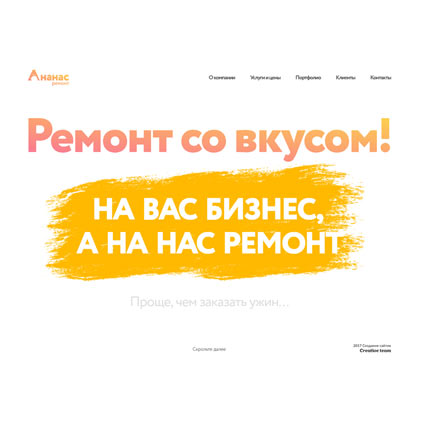 Ананас
ремонт
О компании Услуги и цены Портфолио Клиенты Контакты
Ремонт со вкусом!
НА ВАС БИЗНЕС,
А НА НАС РЕМОНТ
Проще, чем заказать ужин...
Скрольте далее
2017 Создание сайтов
Creative team